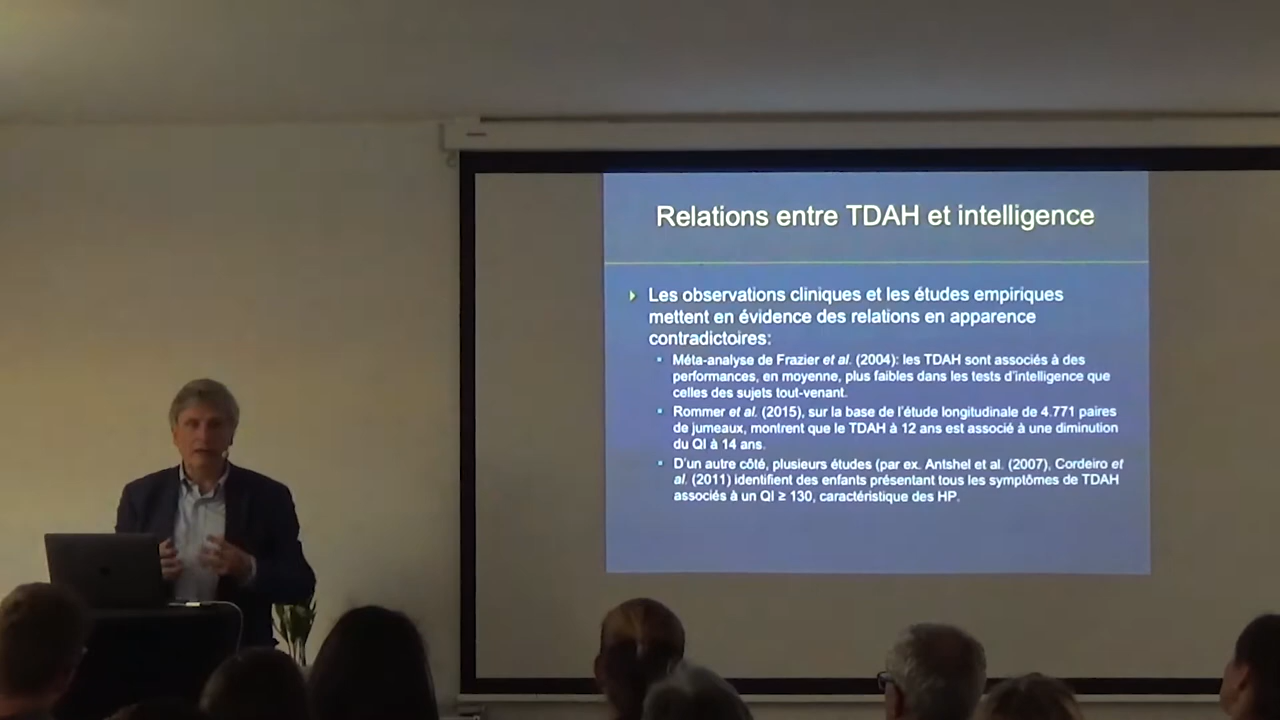 Relations entre TDAH et intelligence
Les observations cliniques et les études empiriques
mettent en évidence des relations en apparence
contradictoires:
Méta-analyse de Frazier et al. (2004): les TDAH sont associés à des
performances, en moyenne, plus faibles dans les tests d'intelligence que
celles des sujets tout-venant.
Rommer et al. (2015), sur la base de l'étude longitudinale de 4.771 paires
de jumeaux, montrent que le TDAH à 12 ans est associé à une diminution
du QI à 14 ans.
D'un autre côté, plusieurs études (par ex. Antshel et al. (2007), Cordeiro et
al. (2011) identifient des enfants présentant tous les symptômes de TDAH
associés à un QI ≥ 130, caractéristique des HP.